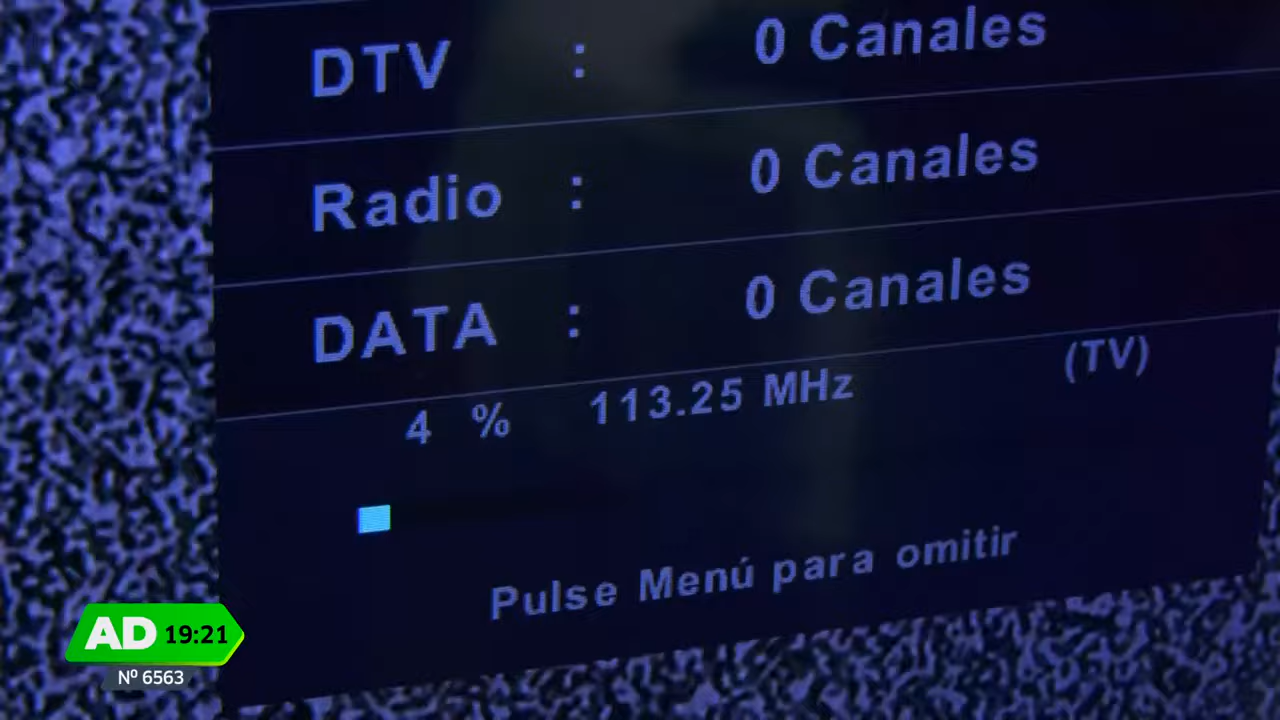 DTV : 0 Canales
Radio : 0 Canales
DATA : 0 Canales
4 % 113.25 MHz (TV)
Pulse Menú para omitir
AD 19:21
Nº 6563